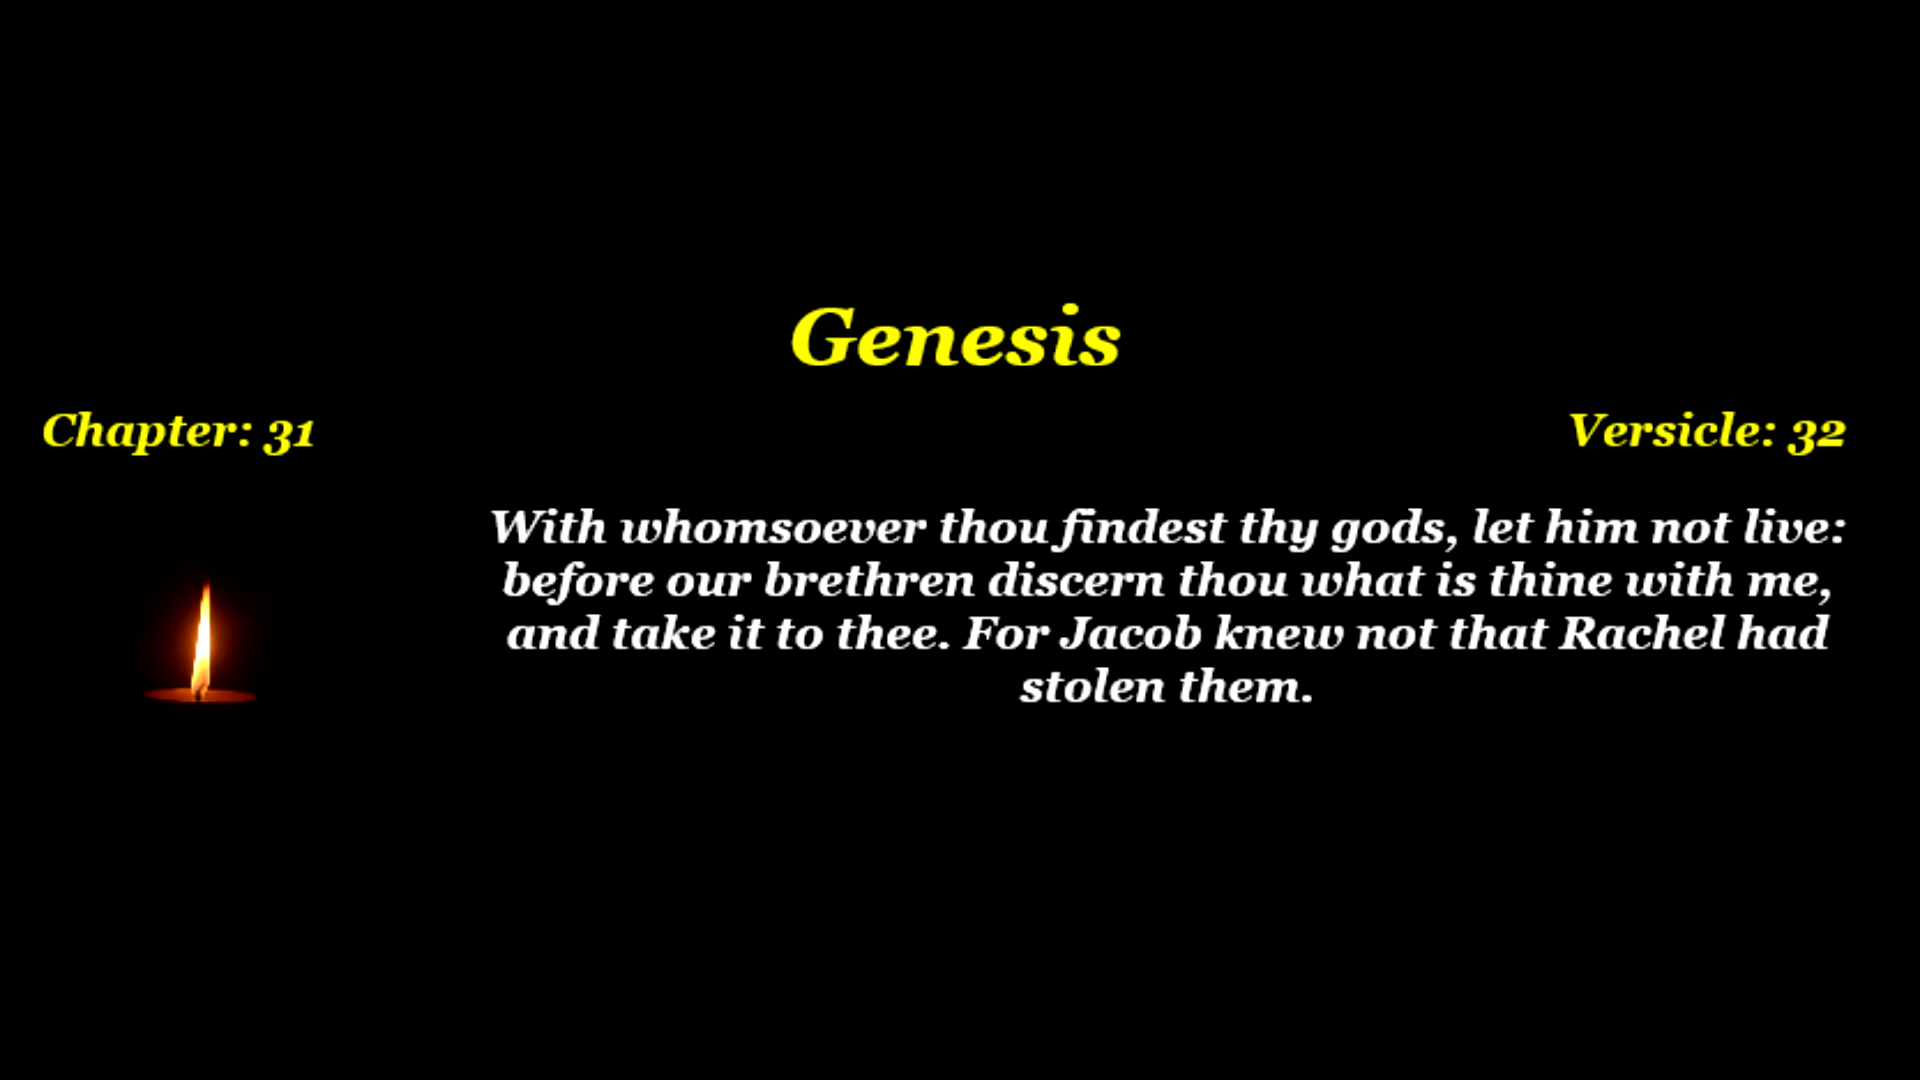 Genesis
Chapter: 31
Versicle: 32
With whomsoever thou findest thy gods, let him not live:
before our brethren discern thou what is thine with me,
and take it to thee. For Jacob knew not that Rachel had
stolen them.